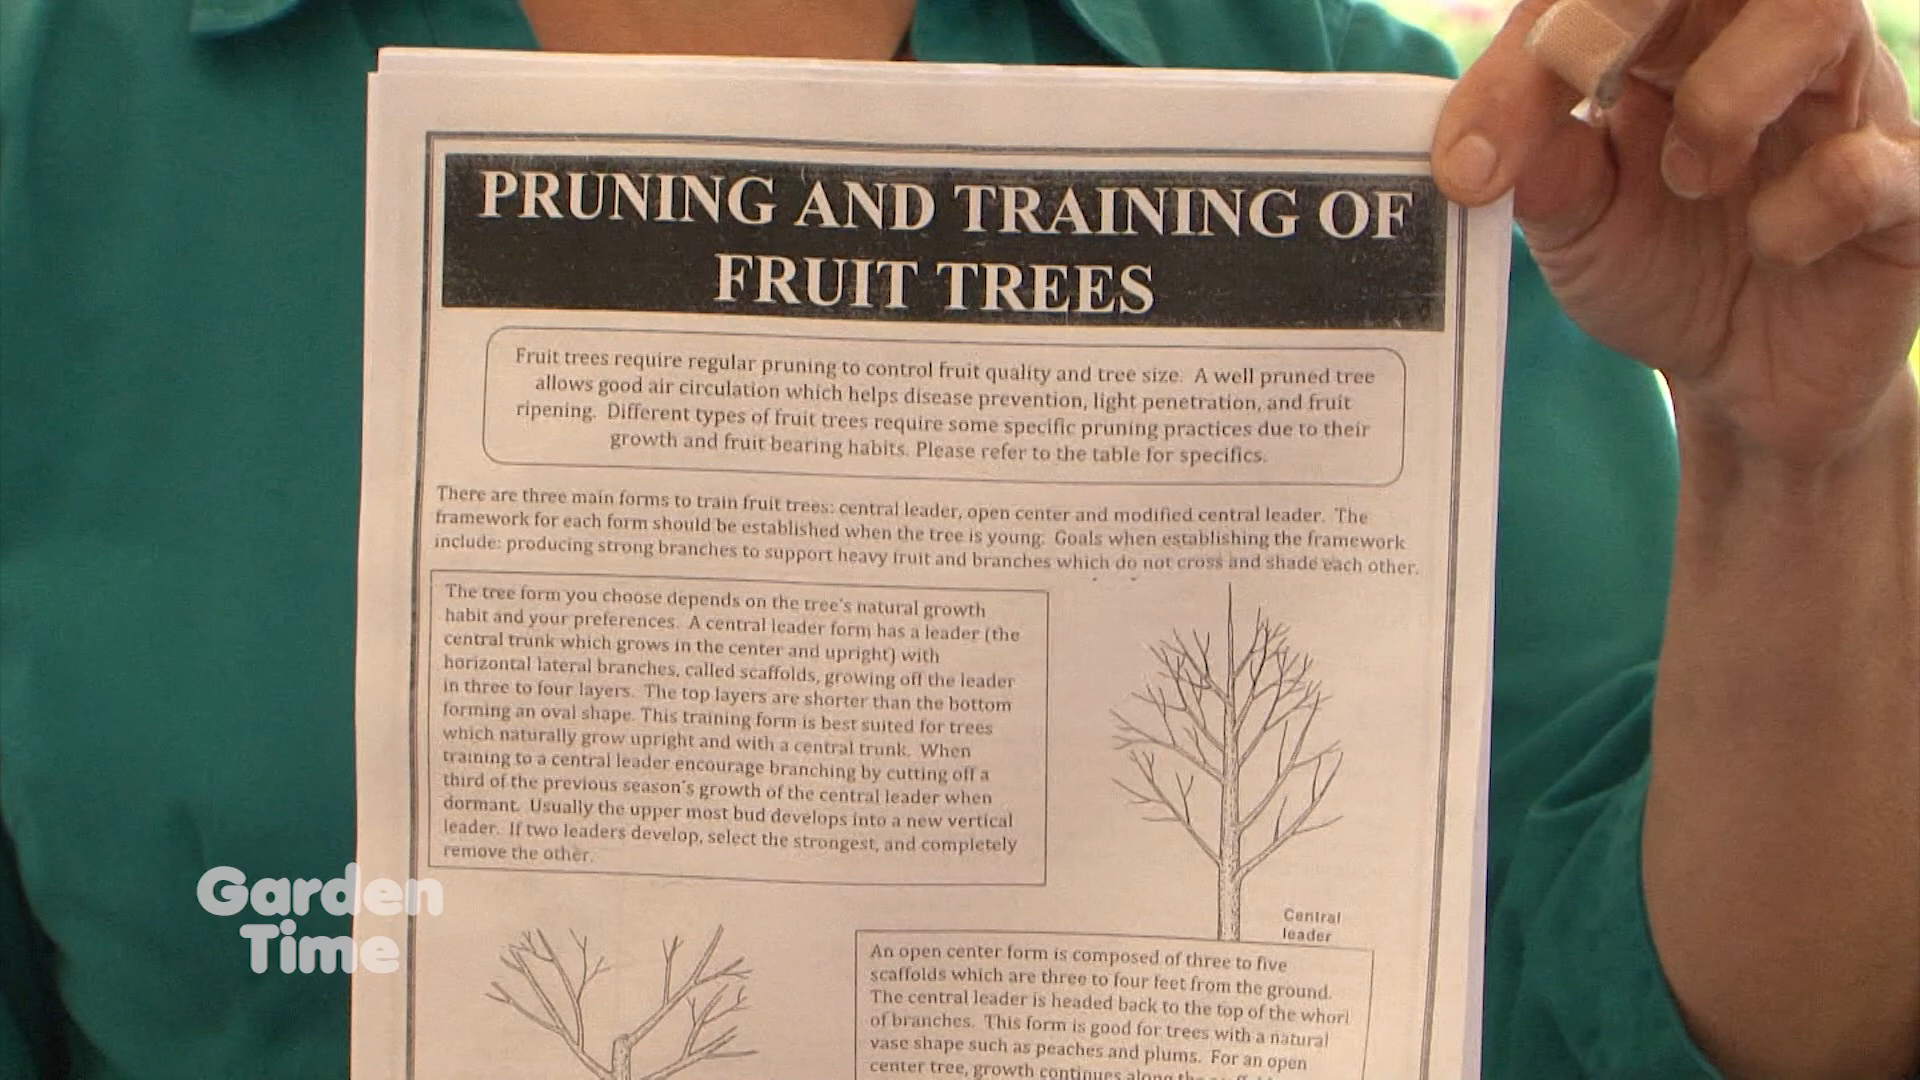 PRUNING AND TRAINING OF
FRUIT TREES
Fruit trees require regular pruning to control fruit quality and tree size. A well pruned tree
allows good air circulation which helps disease prevention, light penetration, and fruit
ripening. Different types of fruit trees require some specific pruning practices due to their
growth and fruit bearing habits. Please refer to the table for specifics.
There are three main forms to train fruit trees: central leader, open center and modified central leader. The
framework for each form should be established when the tree is young. Goals when establishing the framework
include: producing strong branches to support heavy fruit and branches which do not cross and shade each other.
The tree form you choose depends on the tree's natural growth
habit and your preferences. A central leader form has a leader (the
central trunk which grows in the center and upright) with
horizontal lateral branches, called scaffolds, growing off the leader
in three to four layers. The top layers are shorter than the bottom
forming an oval shape. This training form is best suited for trees
which naturally grow upright and with a central trunk. When
training to a central leader encourage branching by cutting off a
third of the previous season's growth of the central leader when
dormant. Usually the upper most bud develops into a new vertical
leader. If two leaders develop, select the strongest, and completely
remove the other.
Central
leader
An open center form is composed of three to five
scaffolds which are three to four feet from the ground.
The central leader is headed back to the top of the whorl
of branches. This form is good for trees with a natural
vase shape such as peaches and plums. For an open
center tree, growth continues along the
Garden
Time